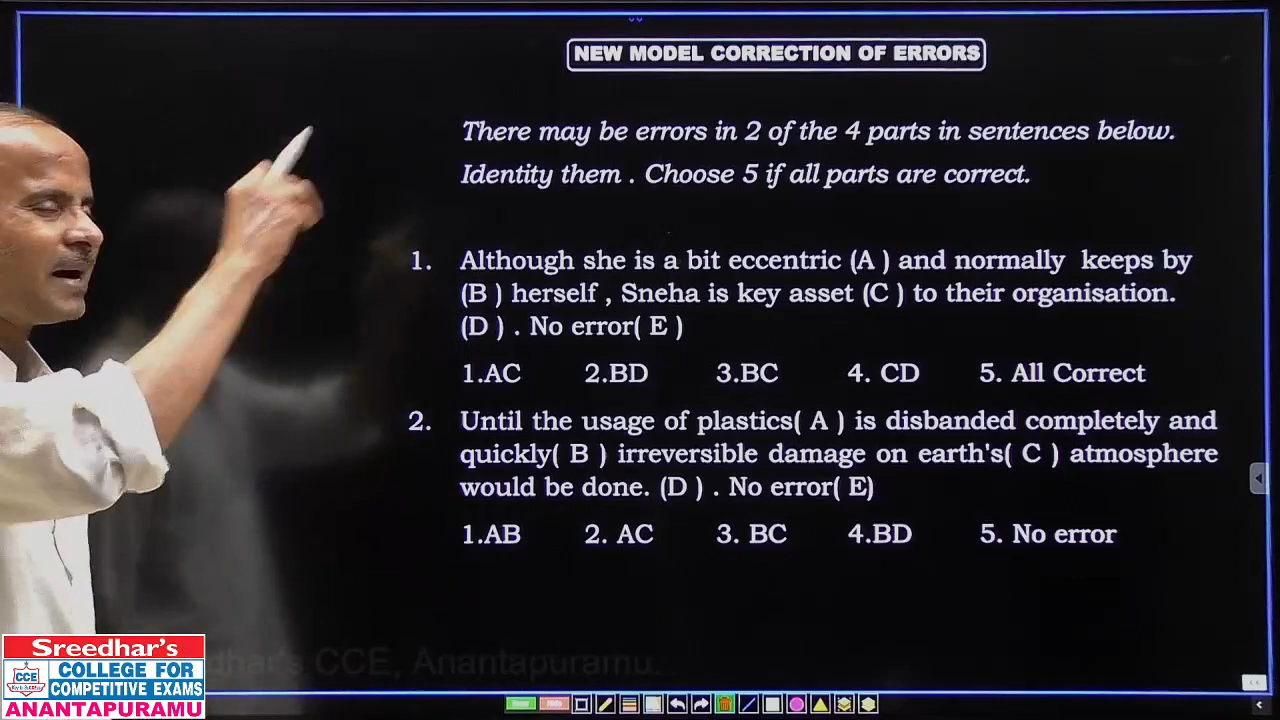 NEW MODEL CORRECTION OF ERRORS
There may be errors in 2 of the 4 parts in sentences below.
Identity them . Choose 5 if all parts are correct.
1. Although she is a bit eccentric (A ) and normally keeps by
(B ) herself , Sneha is key asset (C ) to their organisation.
(D ) . No error( E )
1.AC 2.BD 3.BC 4. CD 5. All Correct
2. Until the usage of plastics( A ) is disbanded completely and
quickly( B ) irreversible damage on earth's( C ) atmosphere
would be done. (D ) . No error( E)
1.AB 2. AC 3. BC 4.BD 5. No error
Sreedhar's
CCE
COLLEGE FOR
COMPETITIVE EXAMS
ANANTAPURAMU
dhar's CCE, Anantapuramu.